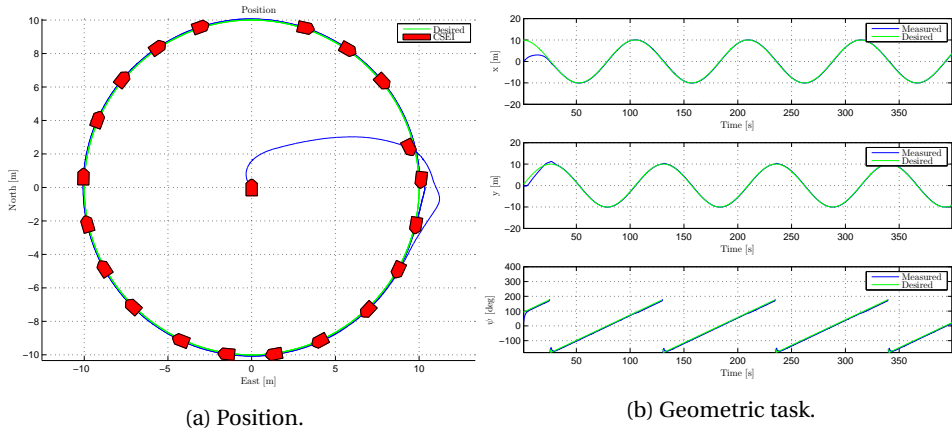 Position
Desired
CSEI
North [m]
10
8
6
4
2
0
−2
−4
−6
−8
−10
−10
−5
0
5
10
East [m]
(a) Position.
Measured
Desired
x [m]
20
10
0
−10
−20
50
100
150
200
250
300
350
Time [s]
Measured
Desired
y [m]
20
10
0
−10
−20
50
100
150
200
250
300
350
Time [s]
Measured
Desired
ψ [deg]
400
300
200
100
0
−100
50
100
150
200
250
300
350
Time [s]
(b) Geometric task.